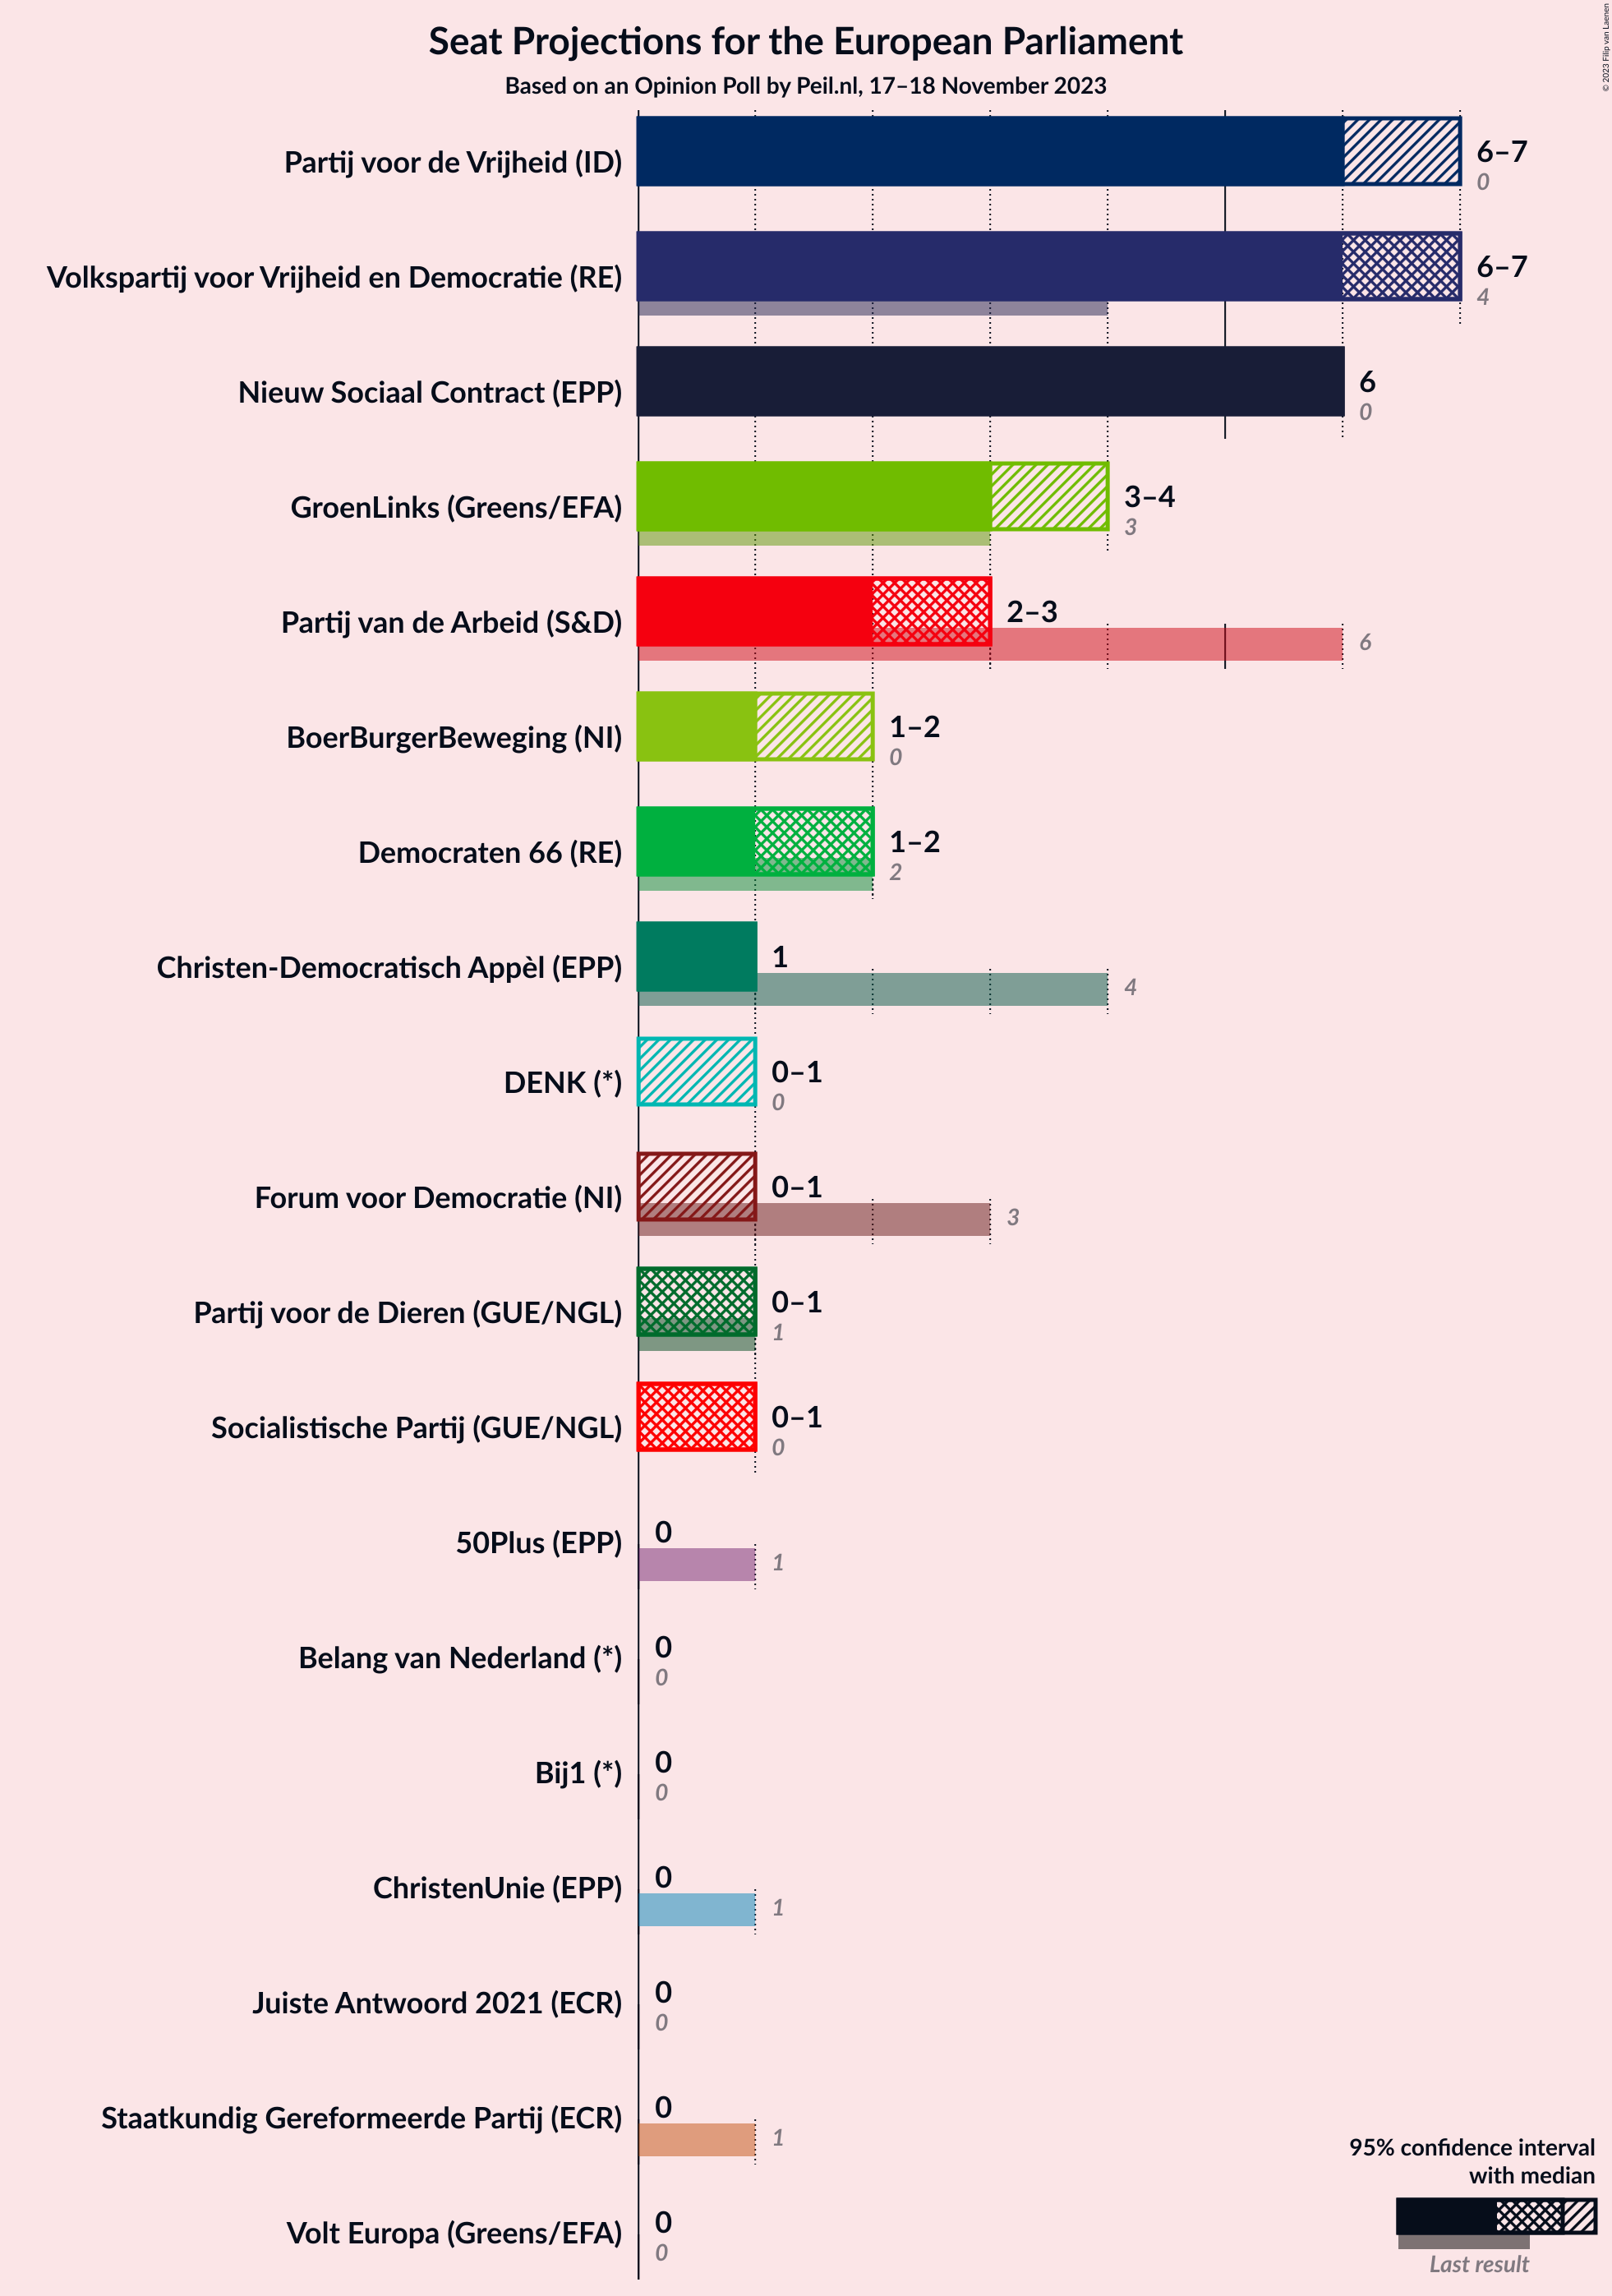 Seat Projections for the European Parliament
Based on an Opinion Poll by Peil.nl, 17–18 November 2023
© 2023 Filip van Laenen
Partij voor de Vrijheid (ID)
6–7
0
Volkspartij voor Vrijheid en Democratie (RE)
6–7
4
Nieuw Sociaal Contract (EPP)
6
0
GroenLinks (Greens/EFA)
3–4
3
Partij van de Arbeid (S&D)
2–3
6
BoerBurgerBeweging (NI)
1–2
0
Democraten 66 (RE)
1–2
2
Christen-Democratisch Appèl (EPP)
1
4
DENK (*)
0–1
0
Forum voor Democratie (NI)
0–1
3
Partij voor de Dieren (GUE/NGL)
0–1
1
Socialistische Partij (GUE/NGL)
0–1
0
50Plus (EPP)
0
1
Belang van Nederland (*)
0
0
Bij1 (*)
0
0
ChristenUnie (EPP)
0
1
Juiste Antwoord 2021 (ECR)
0
0
Staatkundig Gereformeerde Partij (ECR)
0
1
Volt Europa (Greens/EFA)
0
0
95% confidence interval
with median
Last result